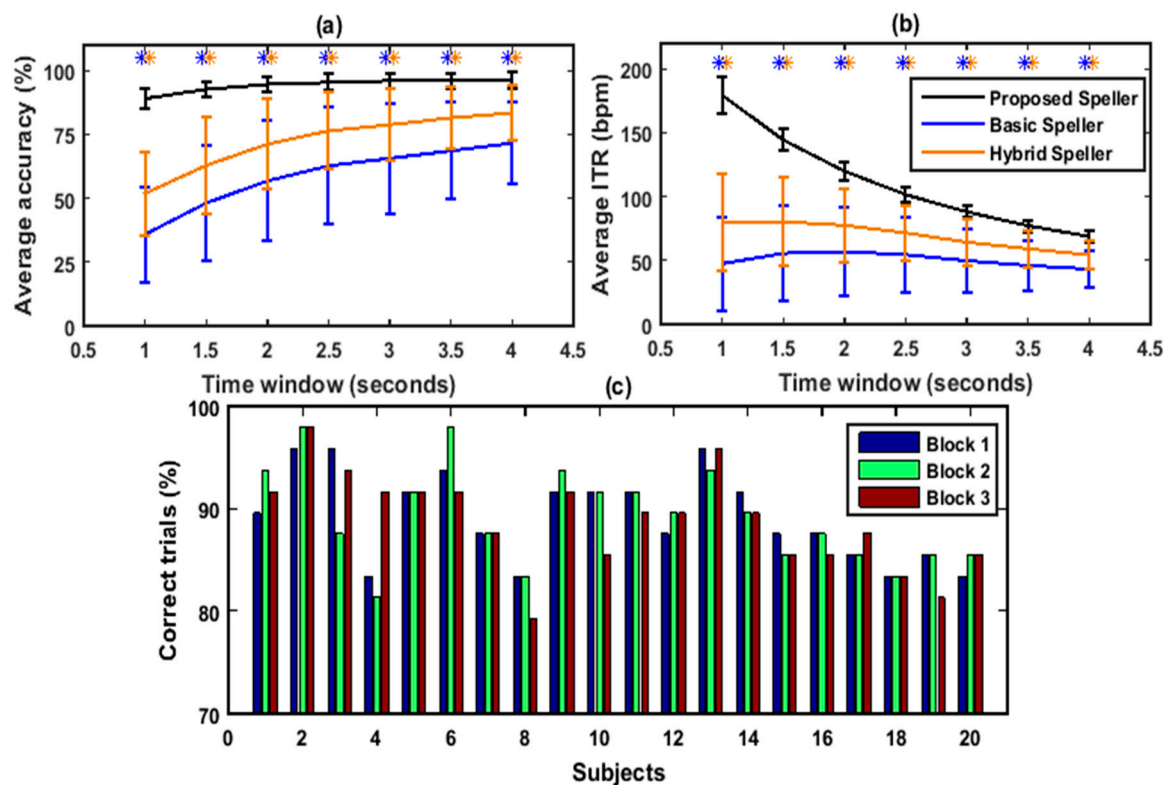 (a)
Average accuracy (%)
100
75
50
25
0
0.5 1 1.5 2 2.5 3 3.5 4 4.5
Time window (seconds)
(b)
Average ITR (bpm)
200
150
100
50
0
Proposed Speller
Basic Speller
Hybrid Speller
0.5 1 1.5 2 2.5 3 3.5 4 4.5
Time window (seconds)
(c)
Correct trials (%)
100
90
80
70
Block 1
Block 2
Block 3
0 2 4 6 8 10 12 14 16 18 20
Subjects